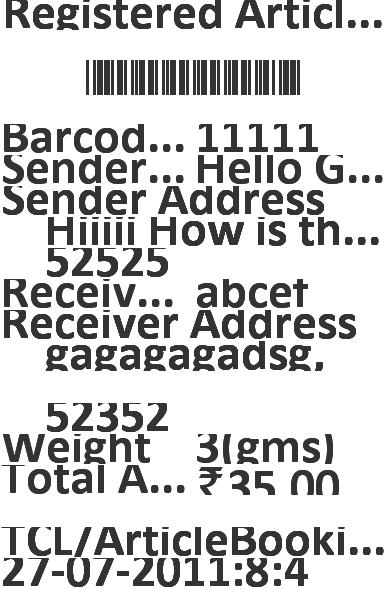 Registered Articl...
Barcod... 11111
Sender... Hello G...
Sender Address
Hiiiii How is th...
52525
Receiv... abcef
Receiver Address
gagagagadsg,
52352
Weight 3(gms)
Total A... ₹35.00
TCL/ArticleBooki...
27-07-2011:8:4